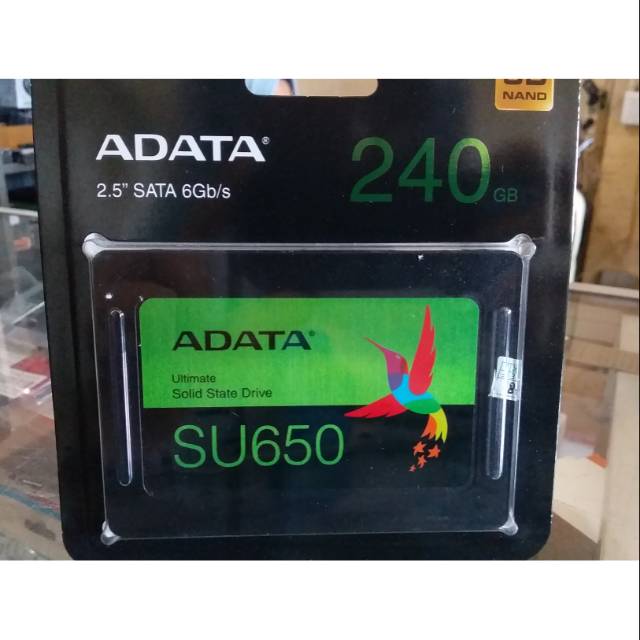 NAND
ADATA®
240 GB
2.5" SATA 6Gb/s
ADATA®
Ultimate
Solid State Drive
SU650